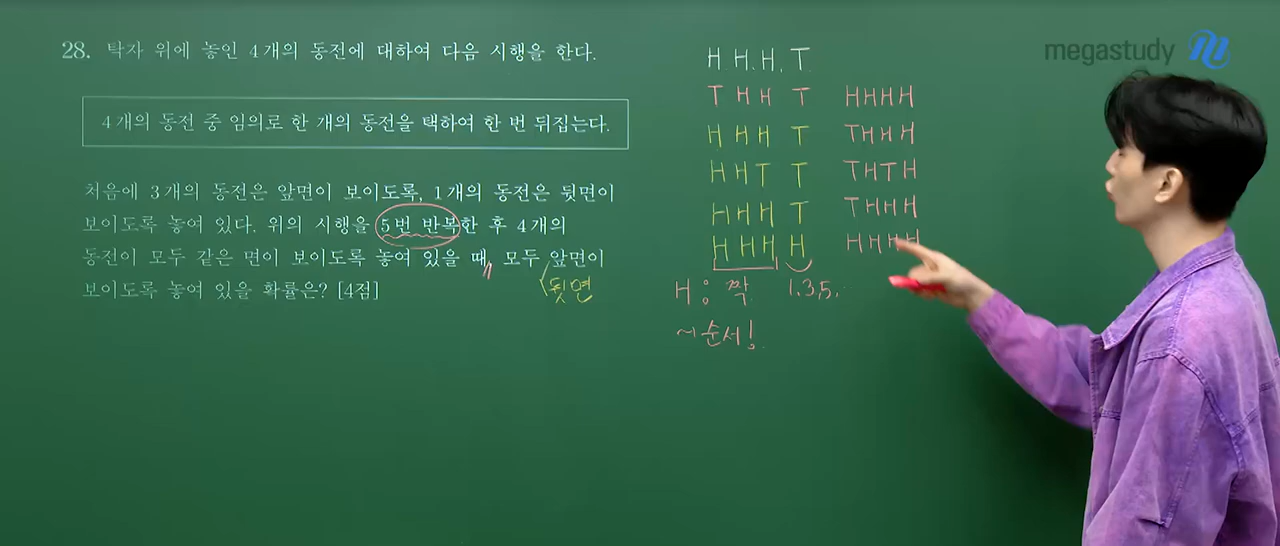 28. 탁자 위에 놓인 4개의 동전에 대하여 다음 시행을 한다.
4개의 동전 중 임의로 한 개의 동전을 택하여 한 번 뒤집는다.
처음에 3개의 동전은 앞면이 보이도록, 1개의 동전은 뒷면이
보이도록 놓여 있다. 위의 시행을 5번 반복한 후 4개의
동전이 모두 같은 면이 보이도록 놓여 있을 때, 모두 앞면이
보이도록 놓여 있을 확률은? [4점]
뒷면
H H H T
T H H T
H H H T
H H T T
H H H T
H H H H
H : 짝 1, 3, 5,
~순서!
H H H H
T H H H
T H T H
T H H H
H H H H
megastudy